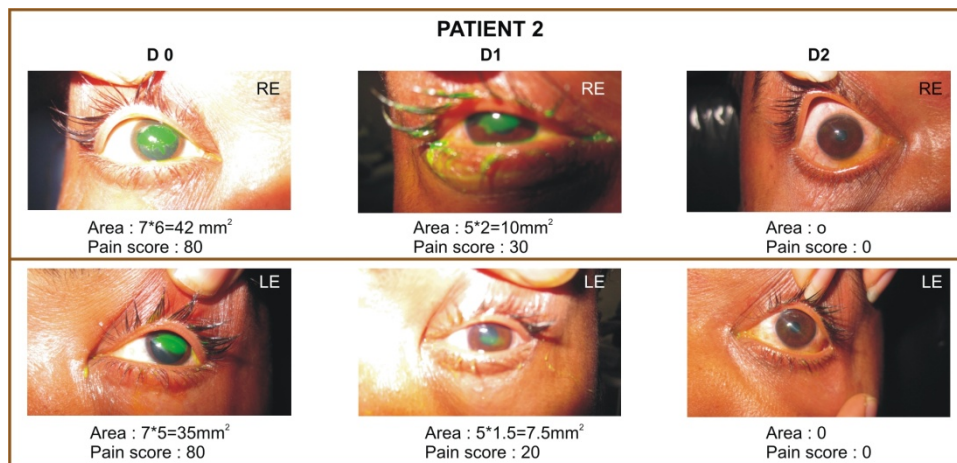 PATIENT 2
D 0
D1
D2
RE
RE
RE
Area : 7*6=42 mm²
Pain score : 80
Area : 5*2=10mm²
Pain score : 30
Area : o
Pain score : 0
LE
LE
LE
Area : 7*5=35mm²
Pain score : 80
Area : 5*1.5=7.5mm²
Pain score : 20
Area : 0
Pain score : 0